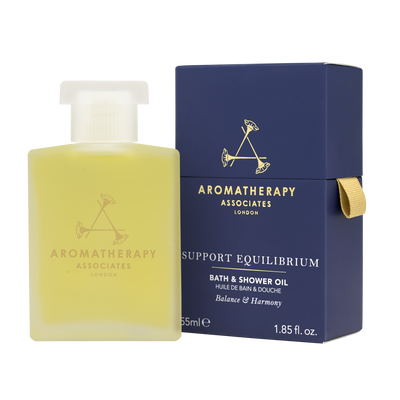 AROMATHERAPY
ASSOCIATES
LONDON
AROMATHERAPY
ASSOCIATES
LONDON
SUPPORT EQUILIBRIUM
BATH & SHOWER OIL
HUILE DE BAIN & DOUCHE
Balance & Harmony
55ml℮
1.85 fl. oz.